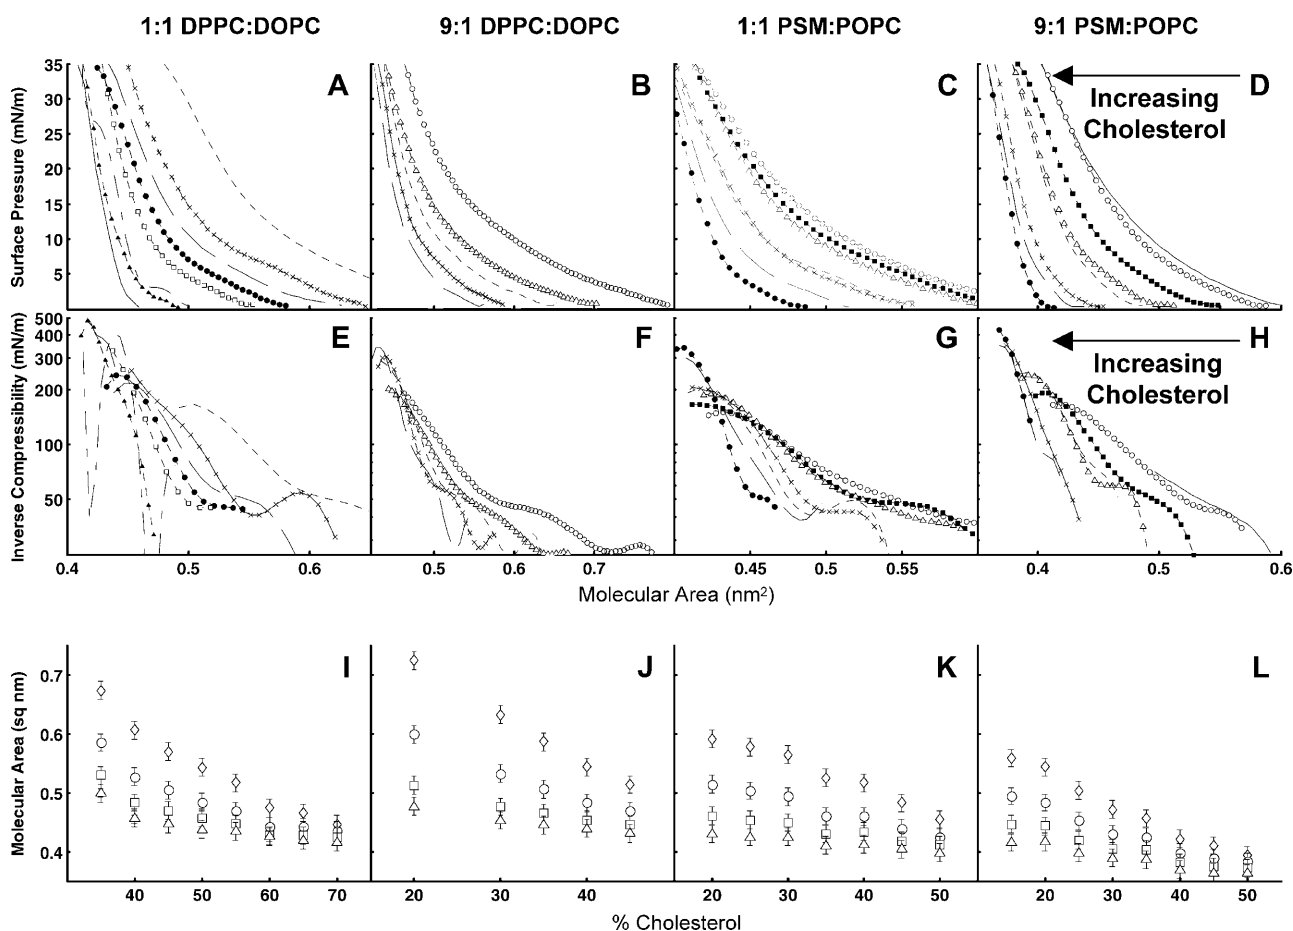 1:1 DPPC:DOPC 9:1 DPPC:DOPC 1:1 PSM:POPC 9:1 PSM:POPC
Surface Pressure (mN/m)
35
30
25
20
15
10
5
A B C D
Increasing
Cholesterol
Inverse Compressibility (mN/m)
500
400
300
200
100
50
E F G H
Increasing
Cholesterol
0.4 0.5 0.6 0.5 0.6 0.7 0.45 0.5 0.55 0.4 0.5 0.6
Molecular Area (nm²)
Molecular Area (sq nm)
0.7
0.6
0.5
0.4
I J K L
40 50 60 70 20 30 40 20 30 40 50 20 30 40 50
% Cholesterol